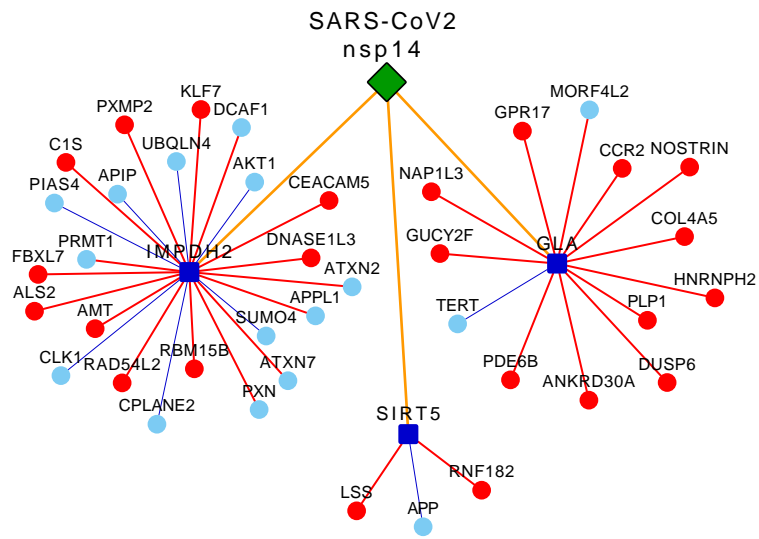 SARS-CoV2
nsp14
KLF7
MORF4L2
PXMP2
DCAF1
GPR17
C1S
UBQLN4
CCR2
NOSTRIN
APIP
AKT1
NAP1L3
PIAS4
CEACAM5
COL4A5
PRMT1
IMPDH2
DNASE1L3
GUCY2F
GLA
FBXL7
ATXN2
HNRNPH2
ALS2
AMT
APPL1
TERT
PLP1
SUMO4
CLK1
RAD54L2
RBM15B
ATXN7
PDE6B
ANKRD30A
DUSP6
CPLANE2
PXN
SIRT5
LSS
APP
RNF182